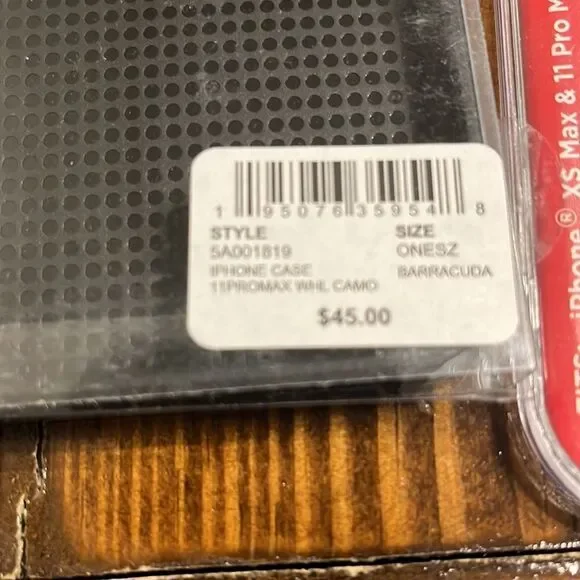 1 95076 35954 8
STYLE SIZE
5A001819 ONESZ
IPHONE CASE BARRACUDA
11PROMAX WHL CAMO
$45.00
iPhone® XS Max & 11 Pro M